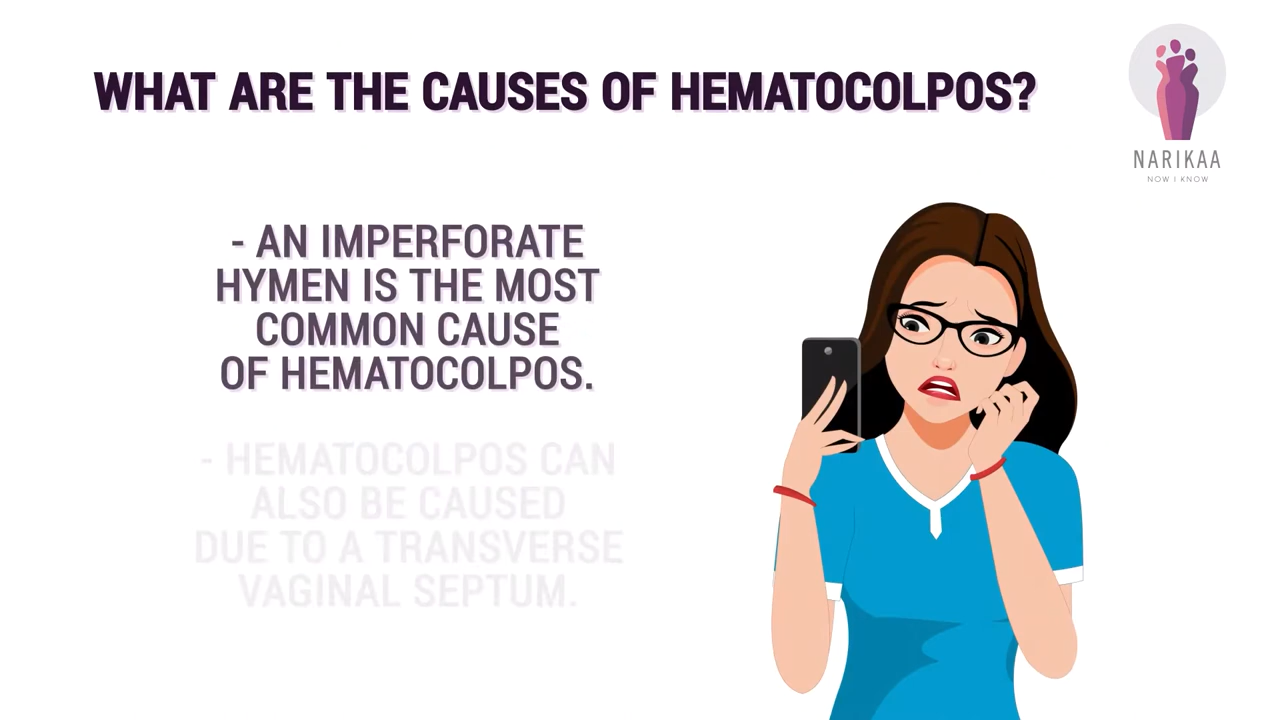 WHAT ARE THE CAUSES OF HEMATOCOLPOS?
NARIKAA
NOW I KNOW
- AN IMPERFORATE
HYMEN IS THE MOST
COMMON CAUSE
OF HEMATOCOLPOS.
- HEMATOCOLPOS CAN
ALSO BE CAUSED
DUE TO A TRANSVERSE
VAGINAL SEPTUM.